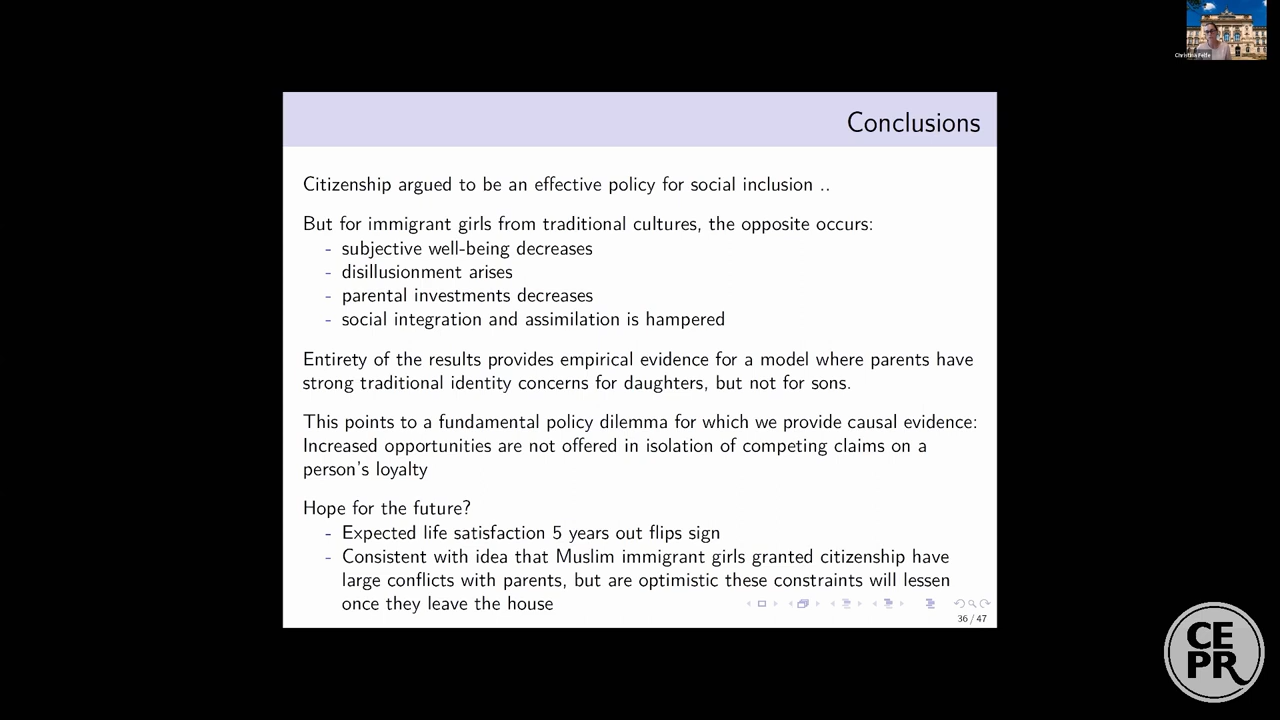 Christina Felfe
Conclusions
Citizenship argued to be an effective policy for social inclusion ..
But for immigrant girls from traditional cultures, the opposite occurs:
- subjective well-being decreases
- disillusionment arises
- parental investments decreases
- social integration and assimilation is hampered
Entirety of the results provides empirical evidence for a model where parents have
strong traditional identity concerns for daughters, but not for sons.
This points to a fundamental policy dilemma for which we provide causal evidence:
Increased opportunities are not offered in isolation of competing claims on a
person's loyalty
Hope for the future?
- Expected life satisfaction 5 years out flips sign
- Consistent with idea that Muslim immigrant girls granted citizenship have
large conflicts with parents, but are optimistic these constraints will lessen
once they leave the house
36 / 47
CE
PR